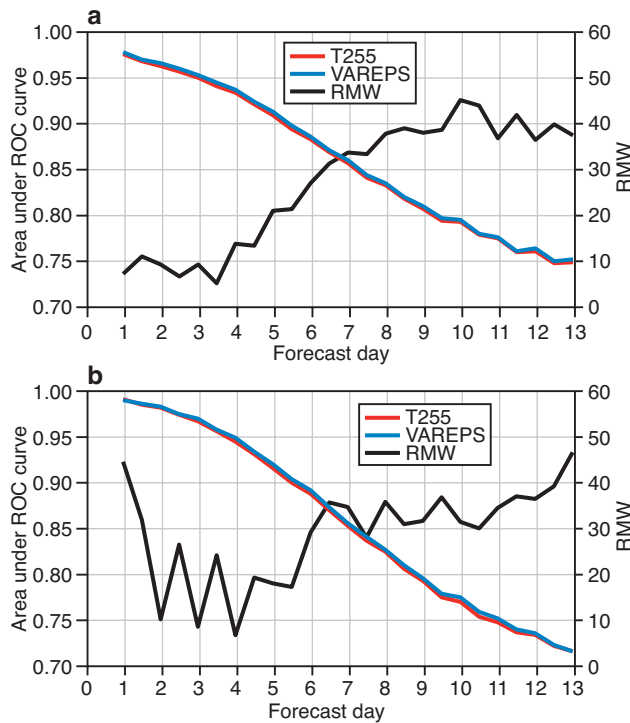 a
1.00
0.95
0.90
0.85
0.80
0.75
0.70
Area under ROC curve
T255
VAREPS
RMW
60
50
40
30
20
10
0
RMW
0 1 2 3 4 5 6 7 8 9 10 11 12 13
Forecast day
b
1.00
0.95
0.90
0.85
0.80
0.75
0.70
Area under ROC curve
T255
VAREPS
RMW
60
50
40
30
20
10
0
RMW
0 1 2 3 4 5 6 7 8 9 10 11 12 13
Forecast day